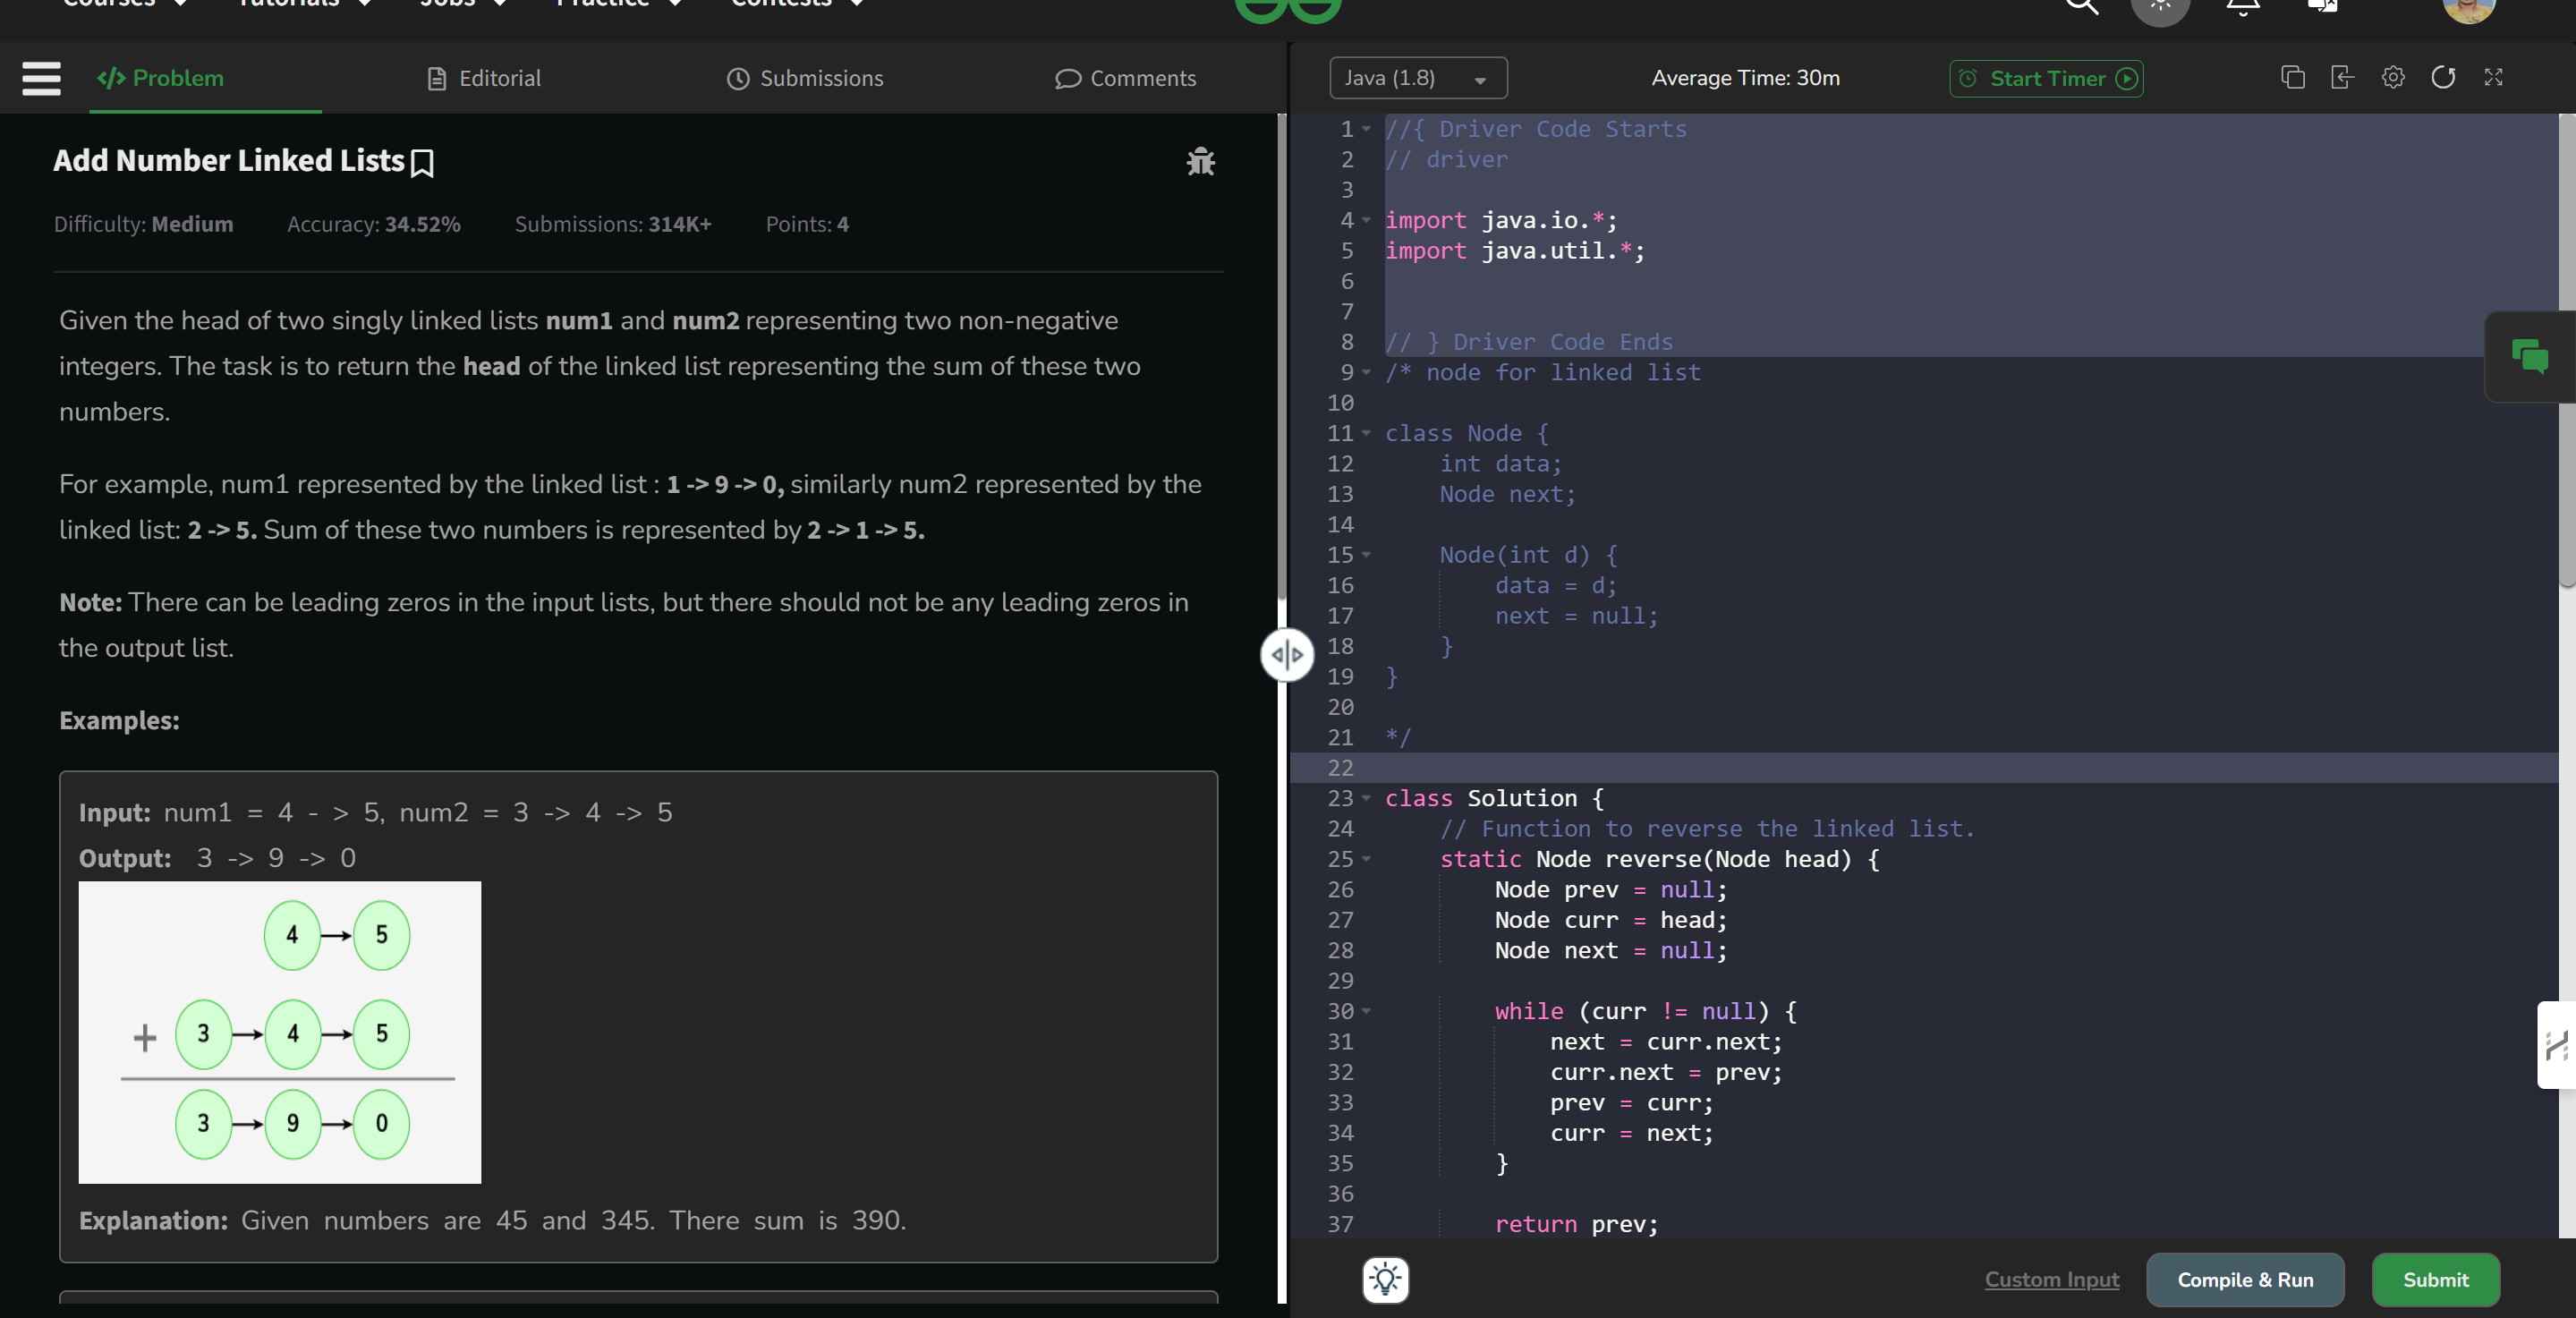 Courses Tutorials Jobs Practice Contests
Problem Editorial Submissions Comments
Add Number Linked Lists
Difficulty: Medium Accuracy: 34.52% Submissions: 314K+ Points: 4
Given the head of two singly linked lists num1 and num2 representing two non-negative
integers. The task is to return the head of the linked list representing the sum of these two
numbers.
For example, num1 represented by the linked list : 1 -> 9 -> 0, similarly num2 represented by the
linked list: 2 -> 5. Sum of these two numbers is represented by 2 -> 1 -> 5.
Note: There can be leading zeros in the input lists, but there should not be any leading zeros in
the output list.
Examples:
Input: num1 = 4 - > 5, num2 = 3 -> 4 -> 5
Output: 3 -> 9 -> 0
4 5
+ 3 4 5
3 9 0
Explanation: Given numbers are 45 and 345. There sum is 390.
Java (1.8) Average Time: 30m Start Timer
1 //{ Driver Code Starts
2 // driver
3
4 import java.io.*;
5 import java.util.*;
6
7
8 // } Driver Code Ends
9 /* node for linked list
10
11 class Node {
12 int data;
13 Node next;
14
15 Node(int d) {
16 data = d;
17 next = null;
18 }
19 }
20
21 */
22
23 class Solution {
24 // Function to reverse the linked list.
25 static Node reverse(Node head) {
26 Node prev = null;
27 Node curr = head;
28 Node next = null;
29
30 while (curr != null) {
31 next = curr.next;
32 curr.next = prev;
33 prev = curr;
34 curr = next;
35 }
36
37 return prev;
Custom Input Compile & Run Submit